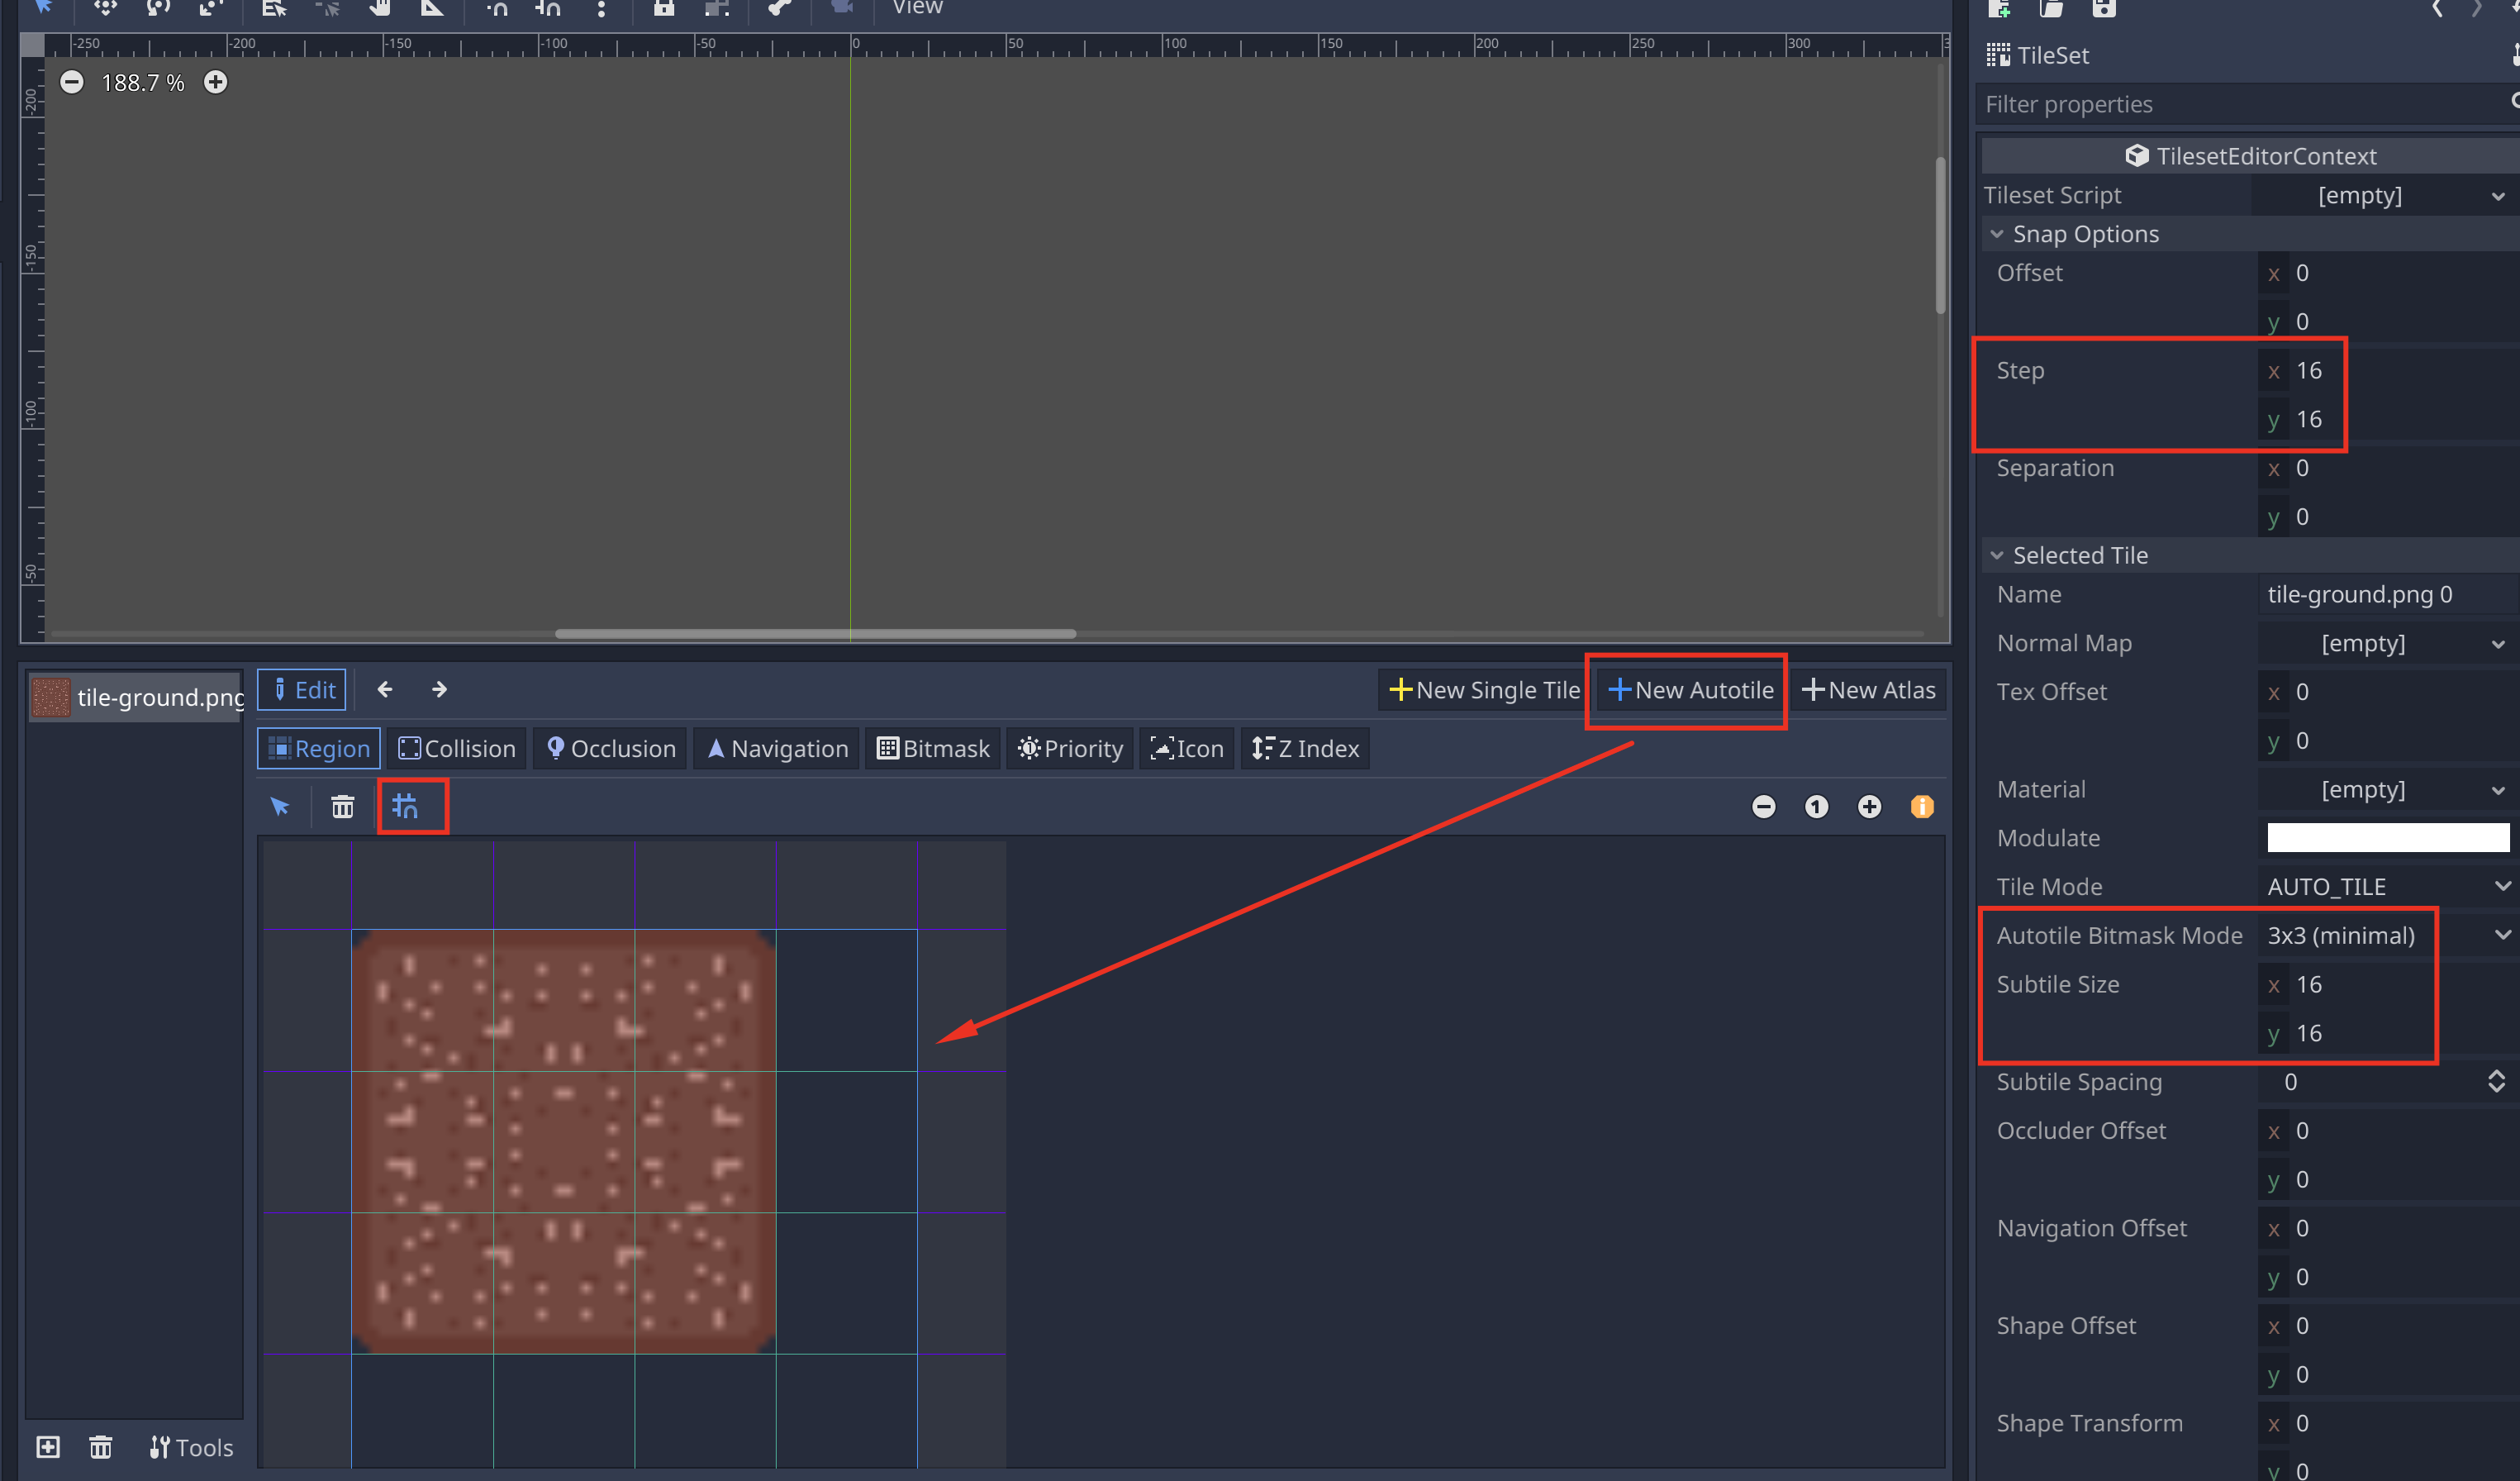 View
-250 -200 -150 -100 -50 0 50 100 150 200 250 300 3
188.7 %
-200
-150
-100
-50
tile-ground.png
Edit
New Single Tile New Autotile New Atlas
Region Collision Occlusion Navigation Bitmask Priority Icon Z Index
Tools
TileSet
Filter properties
TilesetEditorContext
Tileset Script [empty]
Snap Options
Offset x 0
y 0
Step x 16
y 16
Separation x 0
y 0
Selected Tile
Name tile-ground.png 0
Normal Map [empty]
Tex Offset x 0
y 0
Material [empty]
Modulate
Tile Mode AUTO_TILE
Autotile Bitmask Mode 3x3 (minimal)
Subtile Size x 16
y 16
Subtile Spacing 0
Occluder Offset x 0
y 0
Navigation Offset x 0
y 0
Shape Offset x 0
y 0
Shape Transform x 0
y 0